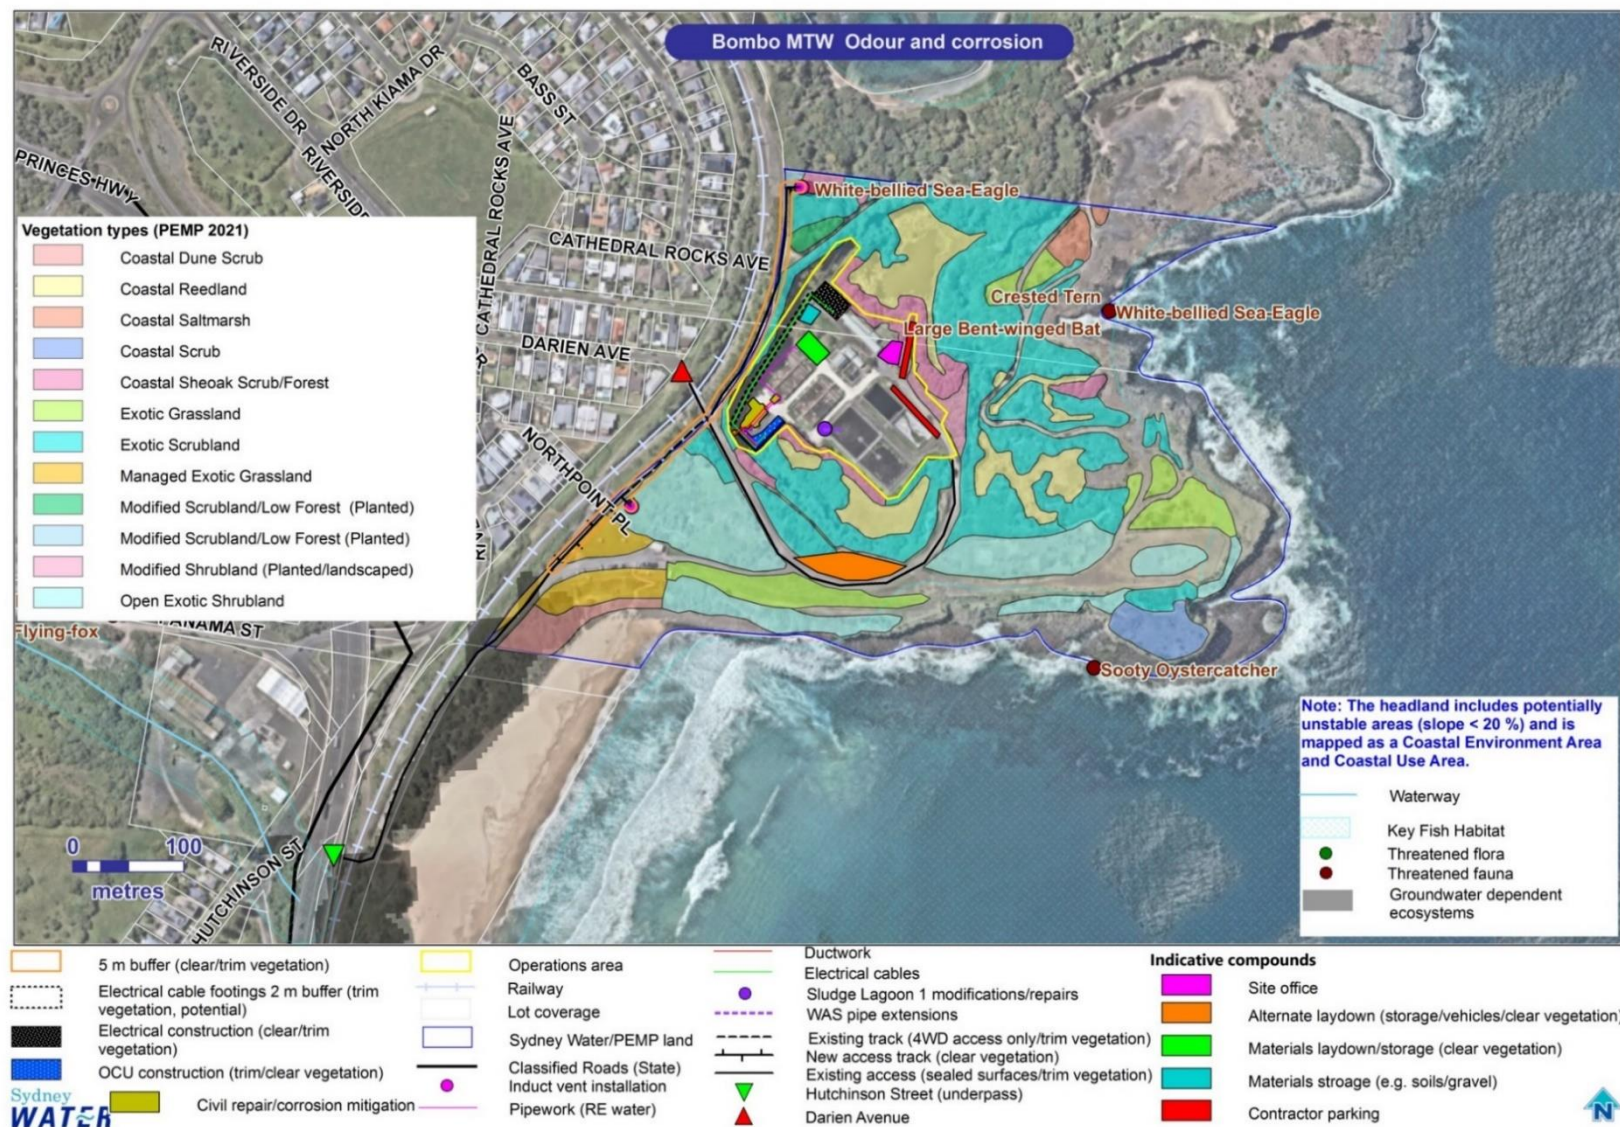 Bombo MTW Odour and corrosion
RIVERSIDE DR
NORTH KIAMA DR
BASS ST
RIVERSIDE
PRINCES HWY
CATHEDRAL ROCKS AVE
CATHEDRAL ROCKS AVE
DARIEN AVE
NORTHPOINT PL
HUTCHINSON ST
White-bellied Sea-Eagle
Crested Tern
White-bellied Sea-Eagle
Large Bent-winged Bat
Sooty Oystercatcher
Flying-fox
Vegetation types (PEMP 2021)
Coastal Dune Scrub
Coastal Reedland
Coastal Saltmarsh
Coastal Scrub
Coastal Sheoak Scrub/Forest
Exotic Grassland
Exotic Scrubland
Managed Exotic Grassland
Modified Scrubland/Low Forest (Planted)
Modified Scrubland/Low Forest (Planted)
Modified Shrubland (Planted/landscaped)
Open Exotic Shrubland
0 100
metres
Note: The headland includes potentially
unstable areas (slope < 20 %) and is
mapped as a Coastal Environment Area
and Coastal Use Area.
Waterway
Key Fish Habitat
Threatened flora
Threatened fauna
Groundwater dependent
ecosystems
5 m buffer (clear/trim vegetation)
Electrical cable footings 2 m buffer (trim
vegetation, potential)
Electrical construction (clear/trim
vegetation)
OCU construction (trim/clear vegetation)
Civil repair/corrosion mitigation
Sydney
WATER
Operations area
Railway
Lot coverage
Sydney Water/PEMP land
Classified Roads (State)
Induct vent installation
Pipework (RE water)
Ductwork
Electrical cables
Sludge Lagoon 1 modifications/repairs
WAS pipe extensions
Existing track (4WD access only/trim vegetation)
New access track (clear vegetation)
Existing access (sealed surfaces/trim vegetation)
Hutchinson Street (underpass)
Darien Avenue
Indicative compounds
Site office
Alternate laydown (storage/vehicles/clear vegetation)
Materials laydown/storage (clear vegetation)
Materials stroage (e.g. soils/gravel)
Contractor parking
N